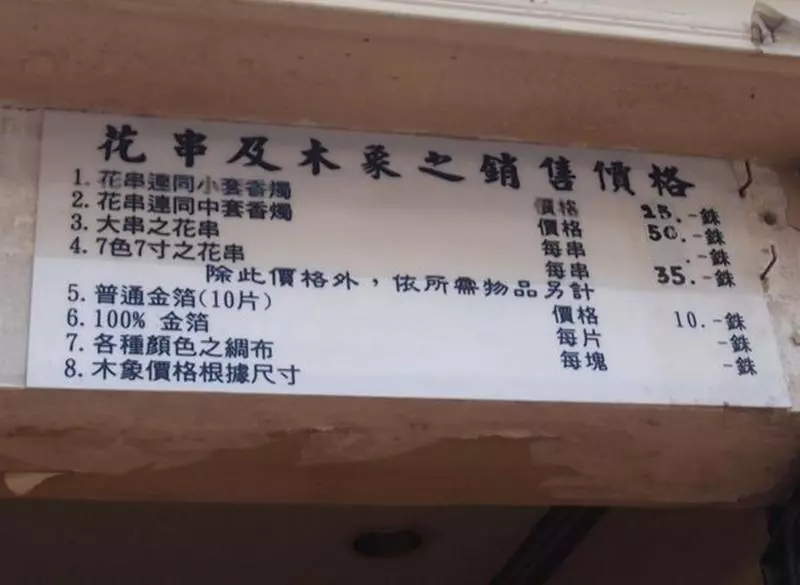 花串及木象之銷售價格
1. 花串連同小套香燭 價格 25.-銖
2. 花串連同中套香燭 價格 50.-銖
3. 大串之花串 每串 .-銖
4. 7色7寸之花串 每串 35.-銖
除此價格外，依所需物品另計
5. 普通金箔(10片) 價格 10.-銖
6. 100% 金箔 每片 -銖
7. 各種顏色之綢布 每塊 -銖
8. 木象價格根據尺寸